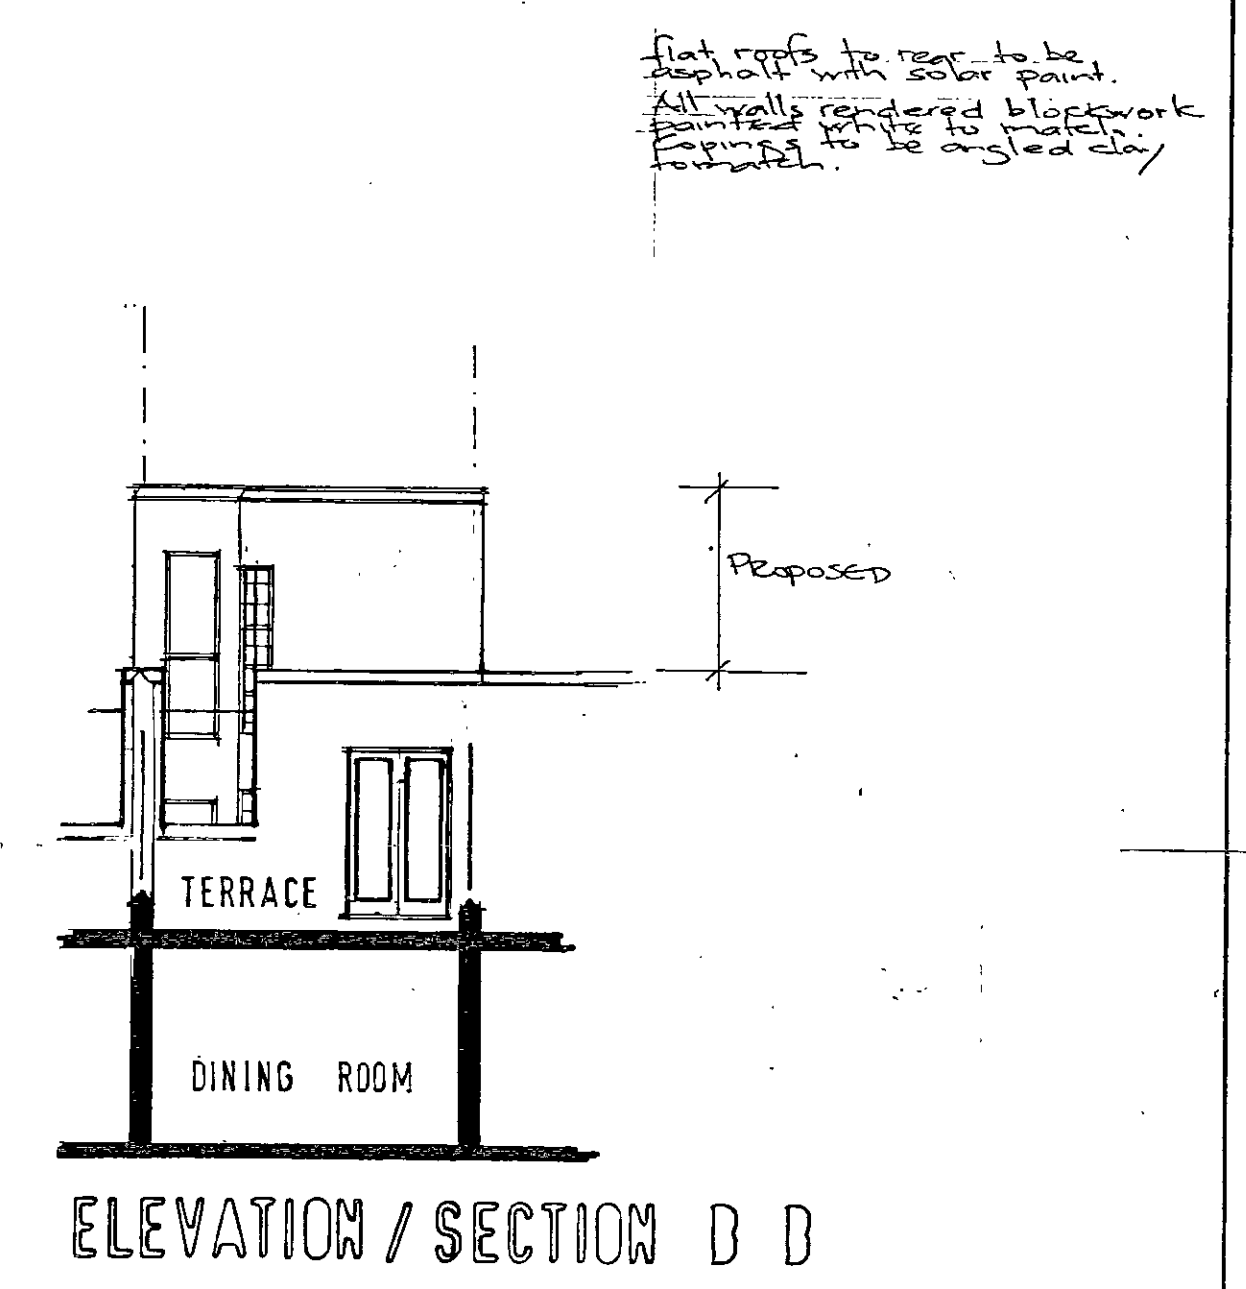 flat roofs to rear to be
asphalt with solar paint.
All walls rendered blockwork
painted white to match.
Copings to be angled clay
to match.
PROPOSED
TERRACE
DINING ROOM
ELEVATION / SECTION B B